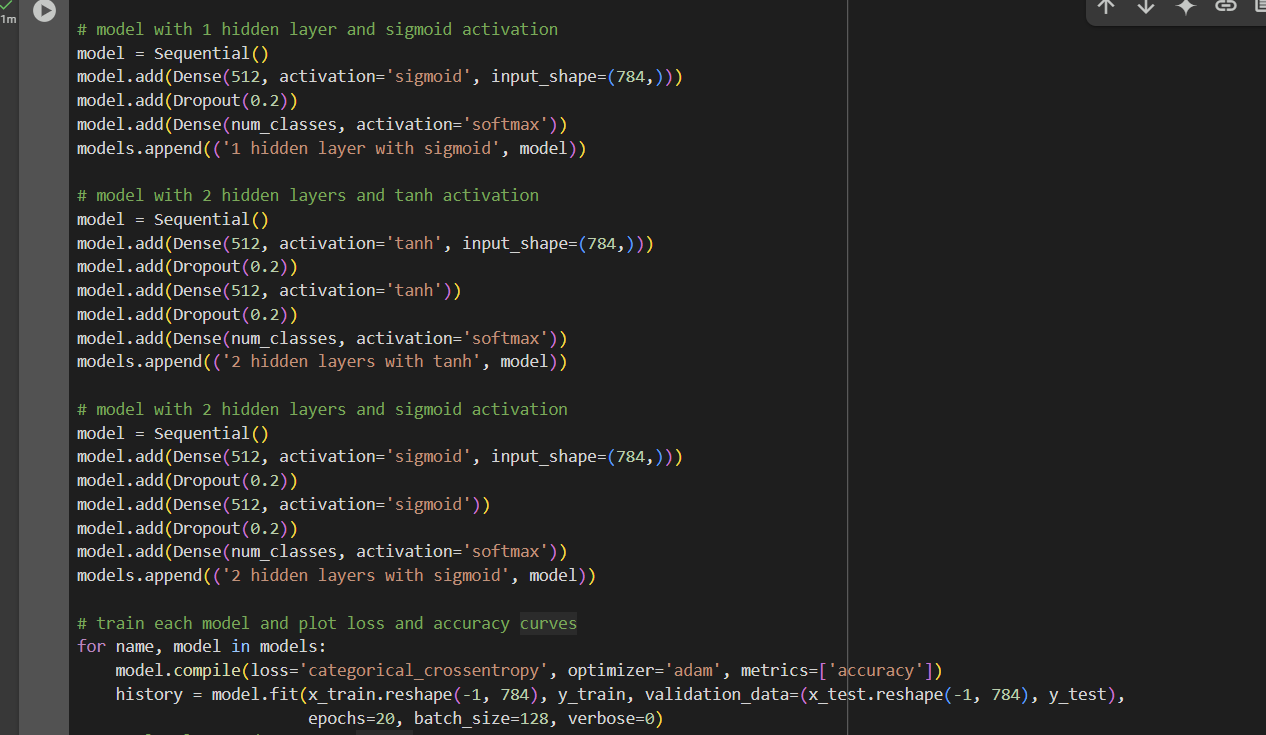 1m
# model with 1 hidden layer and sigmoid activation
model = Sequential()
model.add(Dense(512, activation='sigmoid', input_shape=(784,)))
model.add(Dropout(0.2))
model.add(Dense(num_classes, activation='softmax'))
models.append(('1 hidden layer with sigmoid', model))
# model with 2 hidden layers and tanh activation
model = Sequential()
model.add(Dense(512, activation='tanh', input_shape=(784,)))
model.add(Dropout(0.2))
model.add(Dense(512, activation='tanh'))
model.add(Dropout(0.2))
model.add(Dense(num_classes, activation='softmax'))
models.append(('2 hidden layers with tanh', model))
# model with 2 hidden layers and sigmoid activation
model = Sequential()
model.add(Dense(512, activation='sigmoid', input_shape=(784,)))
model.add(Dropout(0.2))
model.add(Dense(512, activation='sigmoid'))
model.add(Dropout(0.2))
model.add(Dense(num_classes, activation='softmax'))
models.append(('2 hidden layers with sigmoid', model))
# train each model and plot loss and accuracy curves
for name, model in models:
    model.compile(loss='categorical_crossentropy', optimizer='adam', metrics=['accuracy'])
    history = model.fit(x_train.reshape(-1, 784), y_train, validation_data=(x_test.reshape(-1, 784), y_test),
                        epochs=20, batch_size=128, verbose=0)